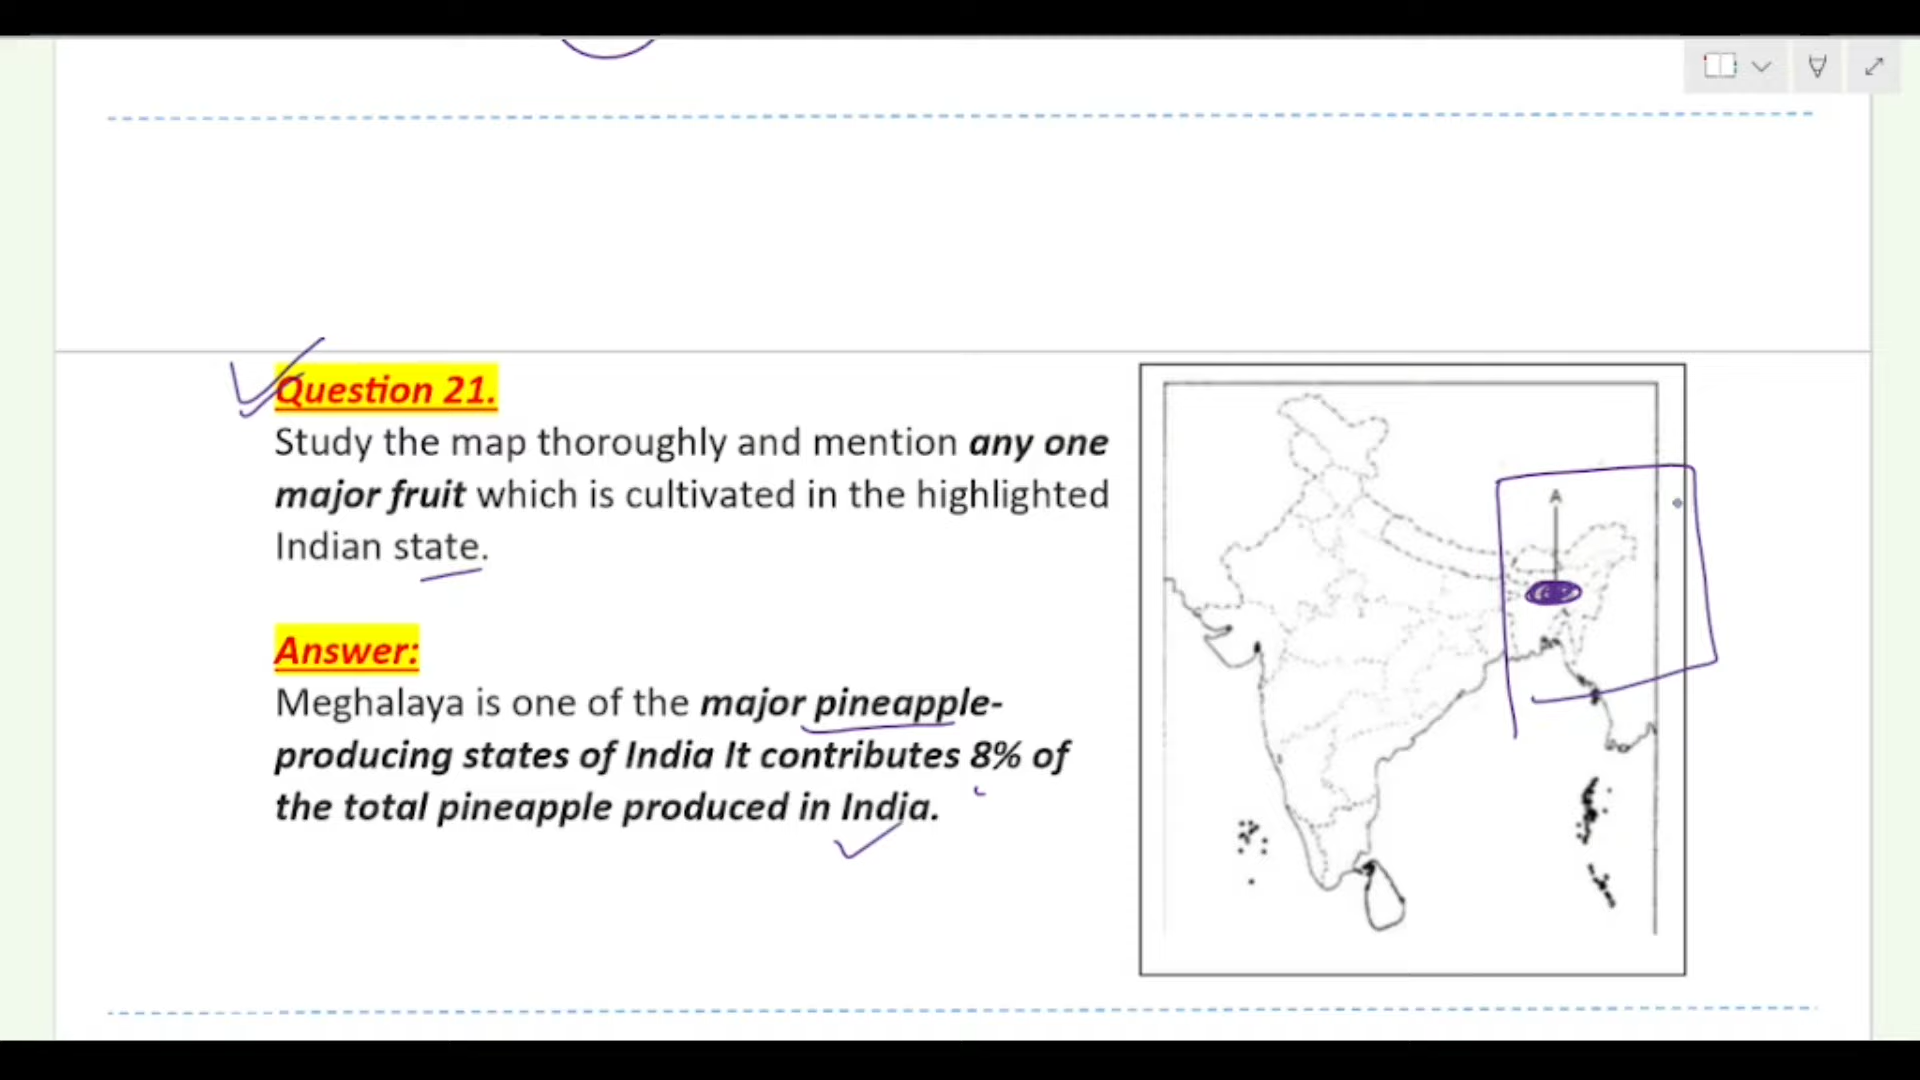 Question 21.
Study the map thoroughly and mention any one
major fruit which is cultivated in the highlighted
Indian state.
A
Answer:
Meghalaya is one of the major pineapple-
producing states of India It contributes 8% of
the total pineapple produced in India.